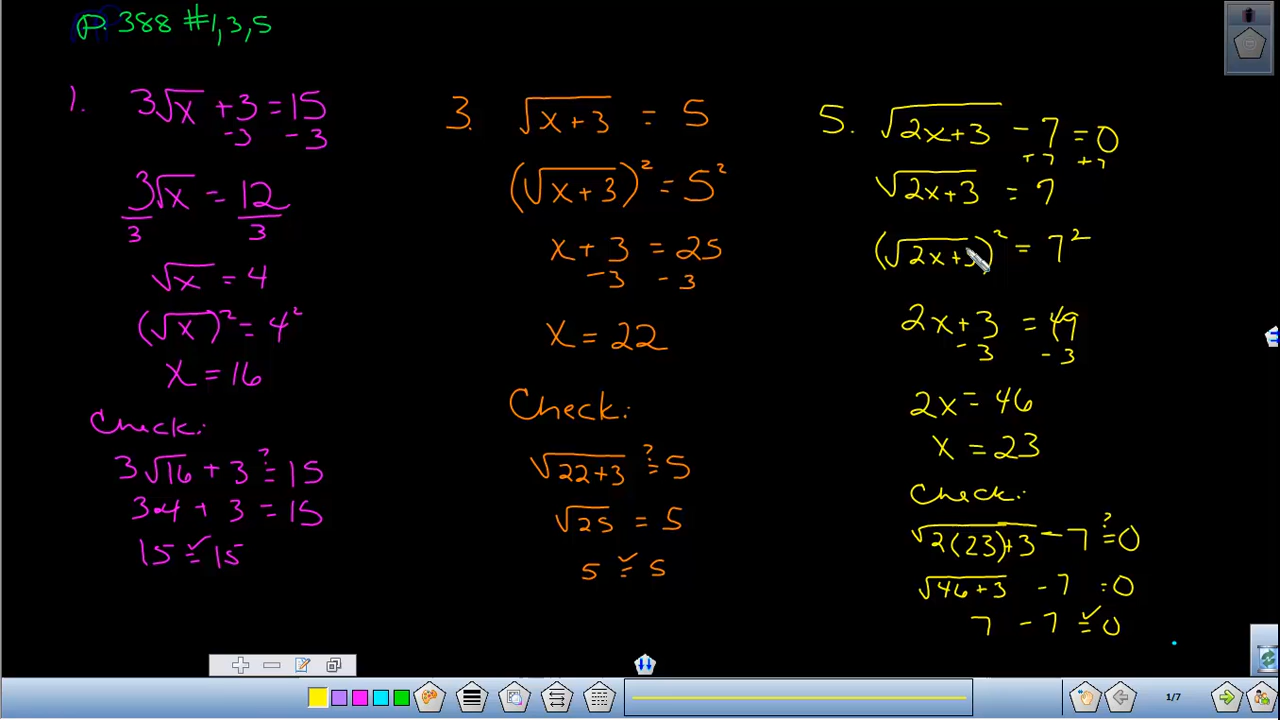 P. 388 #1,3,5
1. 3√x + 3 = 15
-3 -3
3√x = 12
3 3
√x = 4
(√x)² = 4²
x = 16
Check:
3√16 + 3 ≟ 15
3·4 + 3 = 15
15 ≟ 15 ✓
3. √x+3 = 5
(√x+3)² = 5²
x + 3 = 25
-3 -3
x = 22
Check:
√22+3 ≟ 5
√25 = 5
5 = 5 ✓
5. √2x+3 - 7 = 0
+7 +7
√2x+3 = 7
(√2x+3)² = 7²
2x + 3 = 49
-3 -3
2x = 46
x = 23
Check:
√2(23)+3 - 7 ≟ 0
√46+3 - 7 = 0
7 - 7 = 0 ✓
1/7